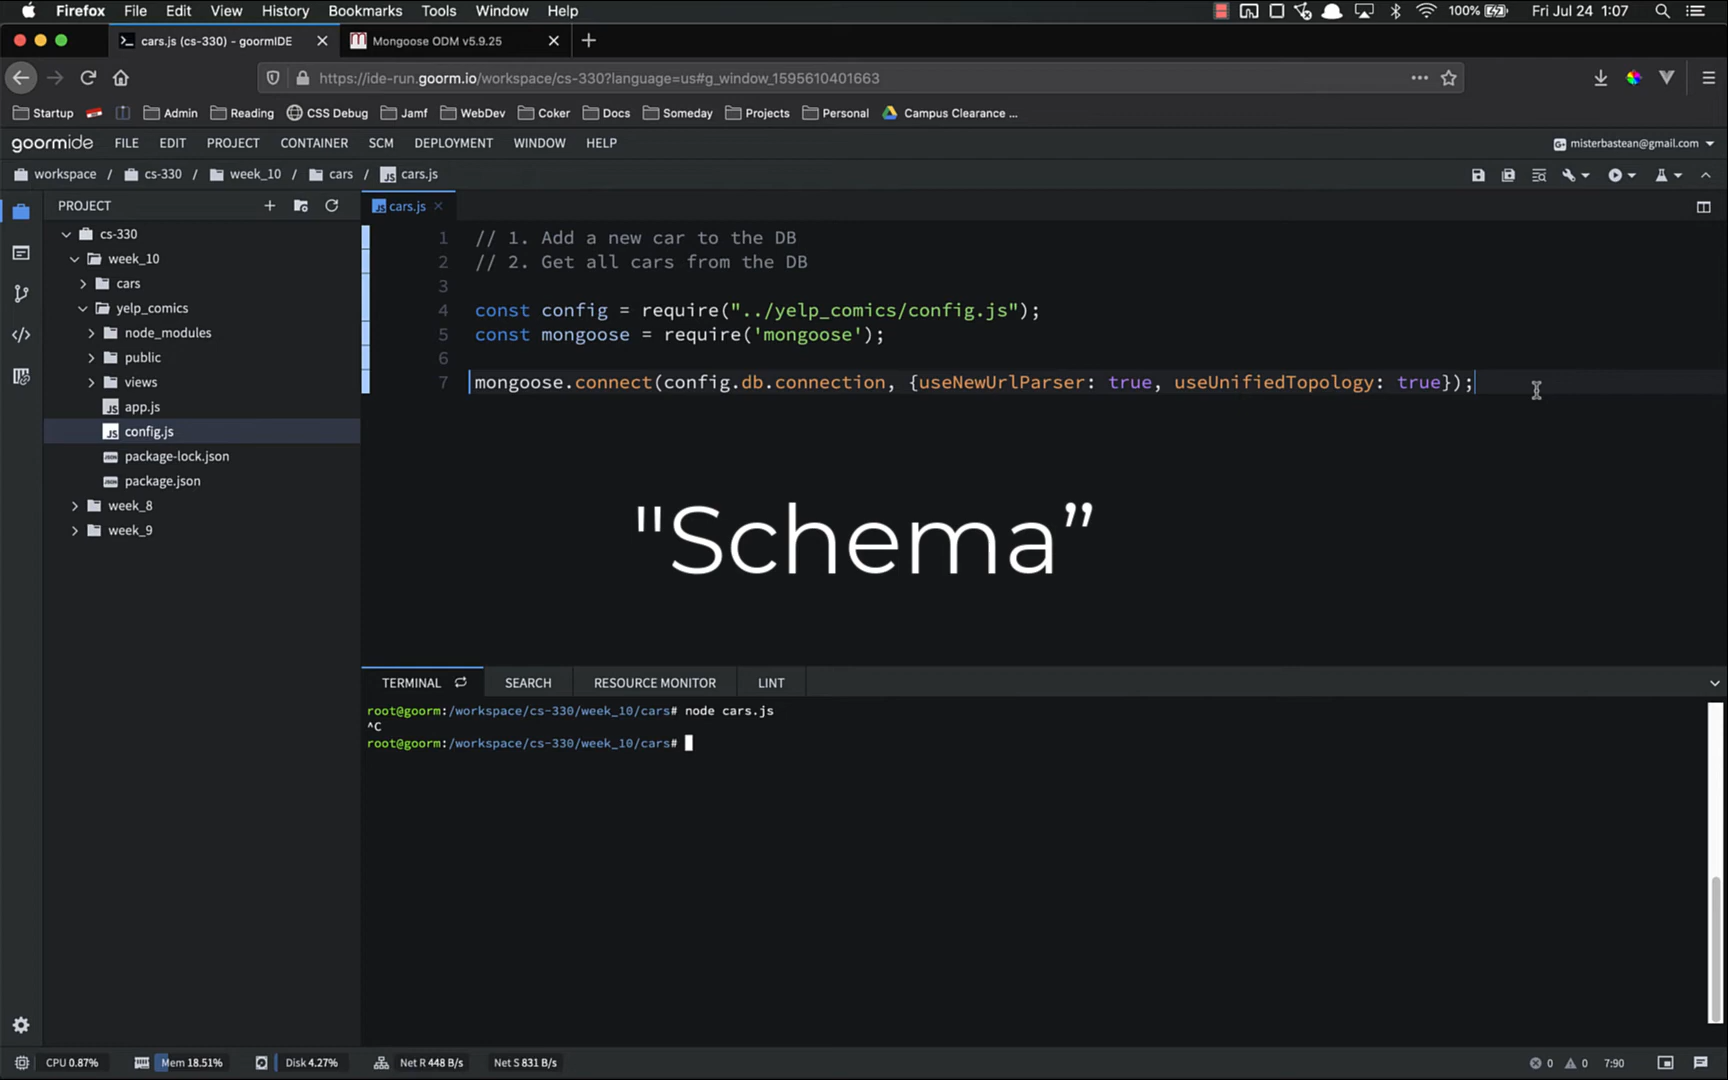 Firefox File Edit View History Bookmarks Tools Window Help 100% Fri Jul 24 1:07
cars.js (cs-330) - goormIDE Mongoose ODM v5.9.25
https://ide-run.goorm.io/workspace/cs-330?language=us#g_window_1595610401663
Startup Admin Reading CSS Debug Jamf WebDev Coker Docs Someday Projects Personal Campus Clearance ...
goormide FILE EDIT PROJECT CONTAINER SCM DEPLOYMENT WINDOW HELP misterbastean@gmail.com
workspace / cs-330 / week_10 / cars / cars.js
PROJECT
cs-330
week_10
cars
yelp_comics
node_modules
public
views
app.js
config.js
package-lock.json
package.json
week_8
week_9
cars.js
1 // 1. Add a new car to the DB
2 // 2. Get all cars from the DB
3
4 const config = require("../yelp_comics/config.js");
5 const mongoose = require('mongoose');
6
7 mongoose.connect(config.db.connection, {useNewUrlParser: true, useUnifiedTopology: true});
"Schema”
TERMINAL SEARCH RESOURCE MONITOR LINT
root@goorm:/workspace/cs-330/week_10/cars# node cars.js
^C
root@goorm:/workspace/cs-330/week_10/cars#
CPU 0.87% Mem 18.51% Disk 4.27% Net R 448 B/s Net S 831 B/s 0 0 7:90